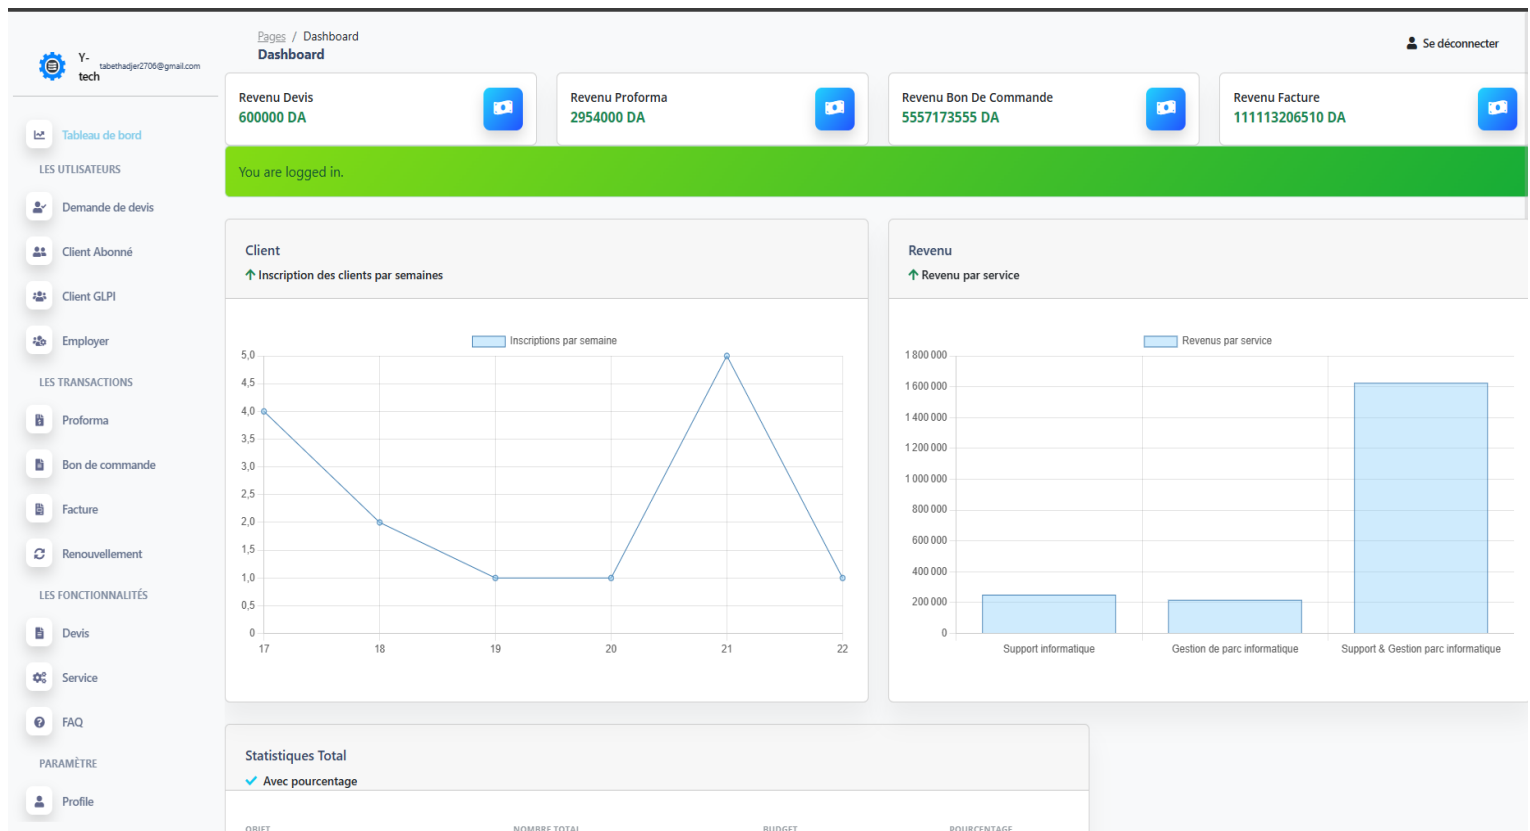 Y-tech
tabethadjer2706@gmail.com
Tableau de bord
LES UTLISATEURS
Demande de devis
Client Abonné
Client GLPI
Employer
LES TRANSACTIONS
Proforma
Bon de commande
Facture
Renouvellement
LES FONCTIONNALITÉS
Devis
Service
FAQ
PARAMÈTRE
Profile
Pages / Dashboard
Dashboard
Se déconnecter
Revenu Devis
600000 DA
Revenu Proforma
2954000 DA
Revenu Bon De Commande
5557173555 DA
Revenu Facture
111113206510 DA
You are logged in.
Client
Inscription des clients par semaines
Inscriptions par semaine
5,0
4,5
4,0
3,5
3,0
2,5
2,0
1,5
1,0
0,5
0
17 18 19 20 21 22
Revenu
Revenu par service
Revenus par service
1 800 000
1 600 000
1 400 000
1 200 000
1 000 000
800 000
600 000
400 000
200 000
0
Support informatique Gestion de parc informatique Support & Gestion parc informatique
Statistiques Total
Avec pourcentage
OBJET NOMBRE TOTAL BUDGET POURCENTAGE